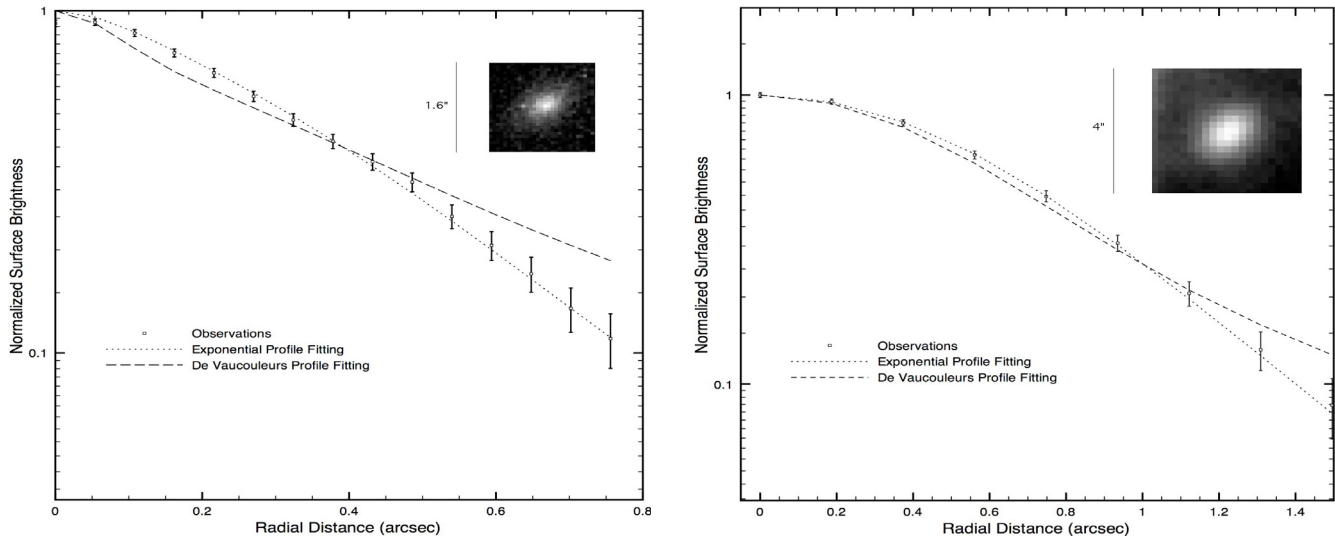 1
0.1
Normalized Surface Brightness
1.6"
Observations
Exponential Profile Fitting
De Vaucouleurs Profile Fitting
0
0.2
0.4
0.6
0.8
Radial Distance (arcsec)
1
0.1
Normalized Surface Brightness
4"
Observations
Exponential Profile Fitting
De Vaucouleurs Profile Fitting
0
0.2
0.4
0.6
0.8
1
1.2
1.4
Radial Distance (arcsec)